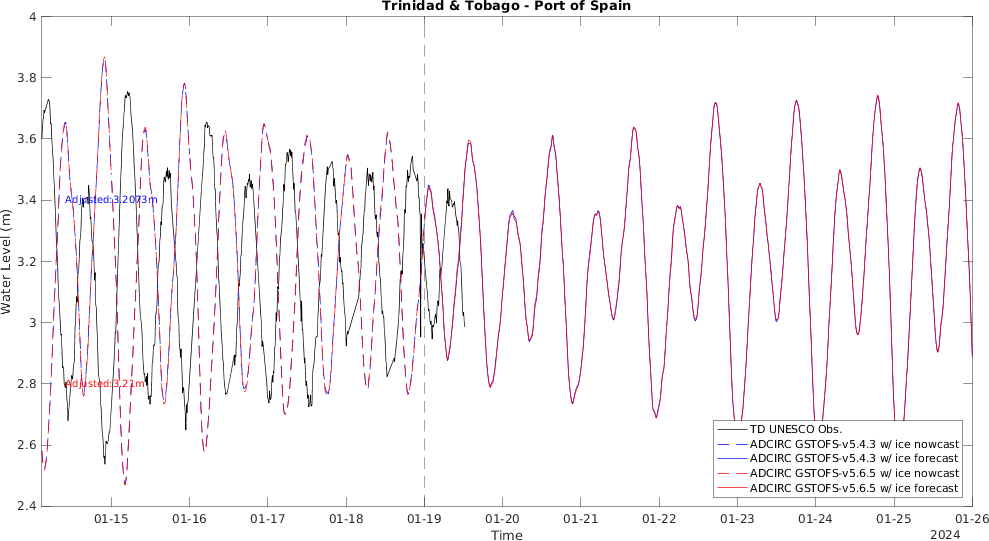 Trinidad & Tobago - Port of Spain
4
3.8
3.6
3.4
3.2
3
2.8
2.6
2.4
Water Level (m)
Adjusted:3.2073m
Adjusted:3.21m
TD UNESCO Obs.
ADCIRC GSTOFS-v5.4.3 w/ ice nowcast
ADCIRC GSTOFS-v5.4.3 w/ ice forecast
ADCIRC GSTOFS-v5.6.5 w/ ice nowcast
ADCIRC GSTOFS-v5.6.5 w/ ice forecast
01-15 01-16 01-17 01-18 01-19 01-20 01-21 01-22 01-23 01-24 01-25 01-26
Time
2024